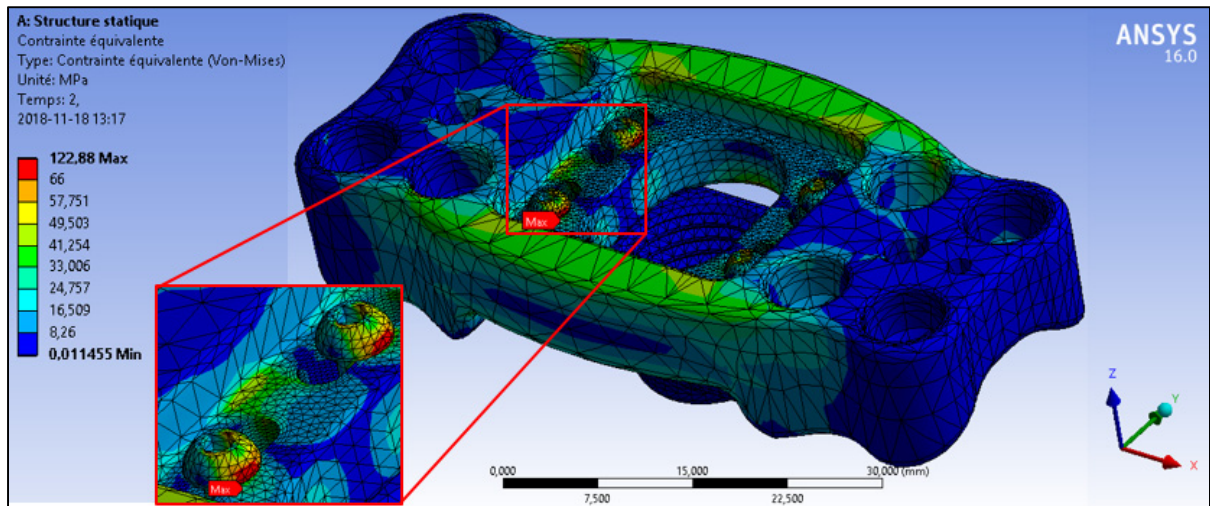 A: Structure statique
Contrainte équivalente
Type: Contrainte équivalente (Von-Mises)
Unité: MPa
Temps: 2,
2018-11-18 13:17
122,88 Max
66
57,751
49,503
41,254
33,006
24,757
16,509
8,26
0,011455 Min
ANSYS
16.0
Max
Max
0,000
15,000
30,000 (mm)
7,500
22,500
Z
Y
X